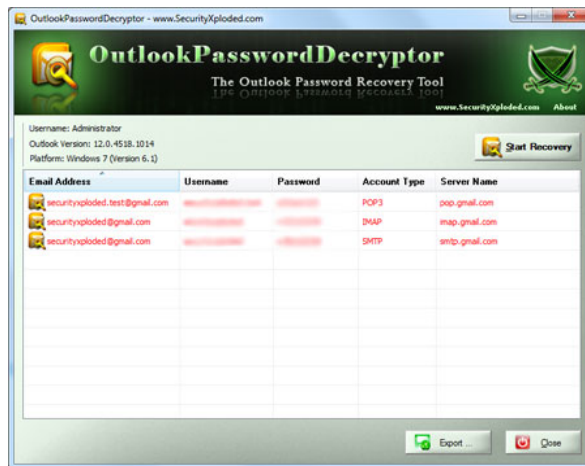 OutlookPasswordDecryptor - www.SecurityXploded.com
OutlookPasswordDecryptor
The Outlook Password Recovery Tool
www.SecurityXploded.com About
Username: Administrator
Outlook Version: 12.0.4518.1014
Platform: Windows 7 (Version 6.1)
Start Recovery
Email Address Username Password Account Type Server Name
securityxploded.test@gmail.com POP3 pop.gmail.com
securityxploded@gmail.com IMAP imap.gmail.com
securityxploded@gmail.com SMTP smtp.gmail.com
Export ... Close